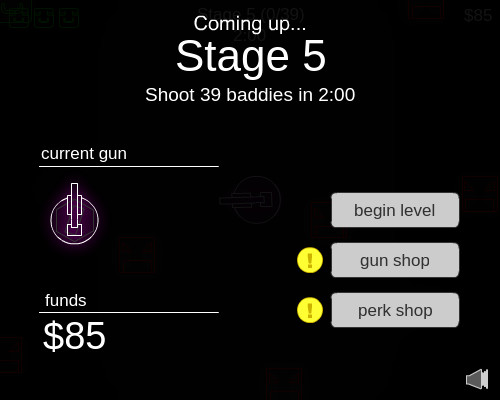 Coming up...
Stage 5
Shoot 39 baddies in 2:00
current gun
begin level
! gun shop
funds
! perk shop
$85
Stage 5 (0/39)
$85